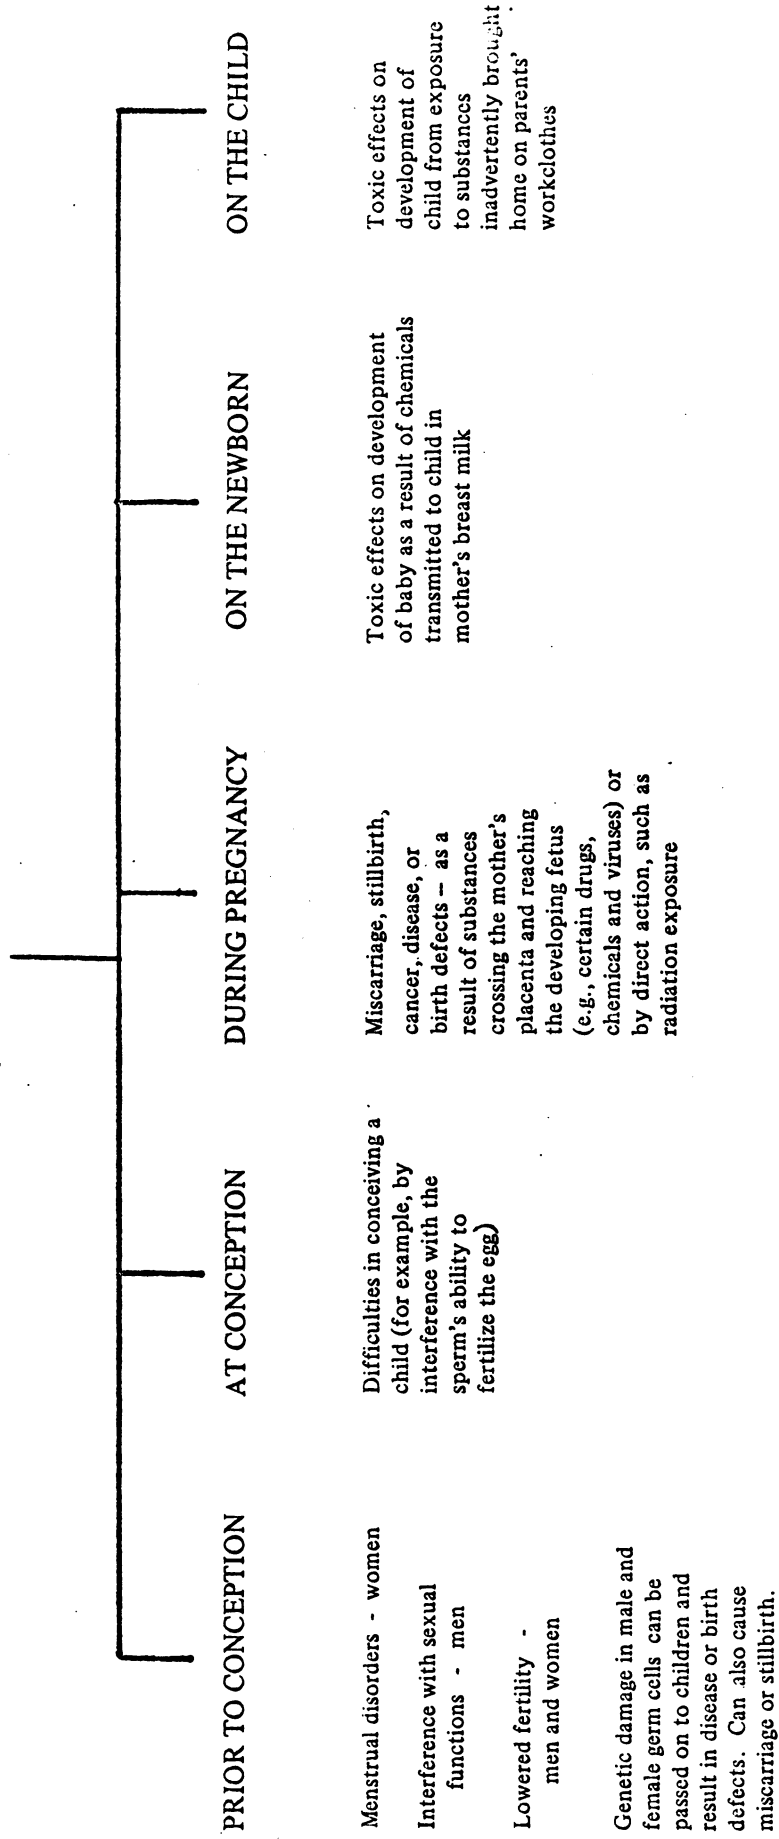 PRIOR TO CONCEPTION
Menstrual disorders - women
Interference with sexual
functions - men
Lowered fertility -
men and women
Genetic damage in male and
female germ cells can be
passed on to children and
result in disease or birth
defects. Can also cause
miscarriage or stillbirth.
AT CONCEPTION
Difficulties in conceiving a
child (for example, by
interference with the
sperm's ability to
fertilize the egg)
DURING PREGNANCY
Miscarriage, stillbirth,
cancer, disease, or
birth defects – as a
result of substances
crossing the mother's
placenta and reaching
the developing fetus
(e.g., certain drugs,
chemicals and viruses) or
by direct action, such as
radiation exposure
ON THE NEWBORN
Toxic effects on development
of baby as a result of chemicals
transmitted to child in
mother's breast milk
ON THE CHILD
Toxic effects on
development of
child from exposure
to substances
inadvertently brought
home on parents'
workclothes